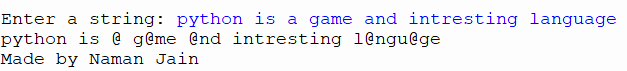 Enter a string: python is a game and intresting language
python is @ g@me @nd intresting l@ngu@ge
Made by Naman Jain